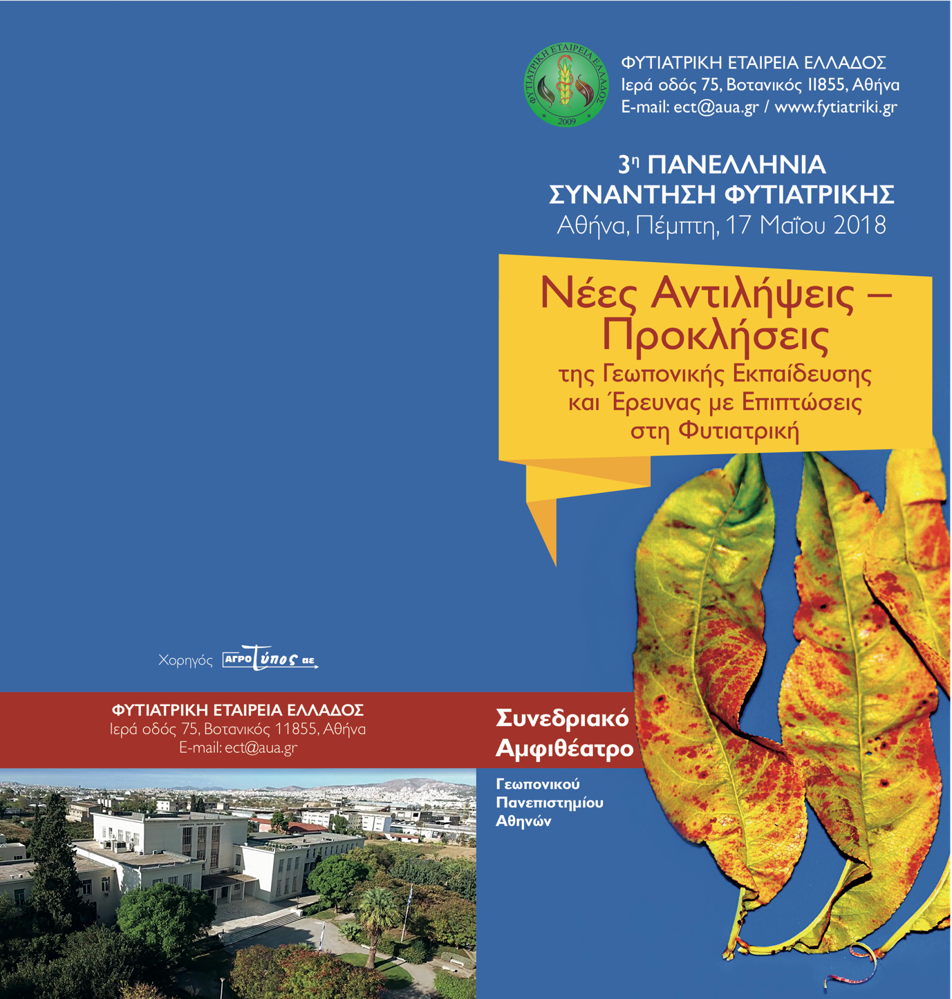 ΦΥΤΙΑΤΡΙΚΗ ΕΤΑΙΡΕΙΑ ΕΛΛΑΔΟΣ
2009
ΦΥΤΙΑΤΡΙΚΗ ΕΤΑΙΡΕΙΑ ΕΛΛΑΔΟΣ
Ιερά οδός 75, Βοτανικός 11855, Αθήνα
E-mail: ect@aua.gr / www.fytiatriki.gr
3η ΠΑΝΕΛΛΗΝΙΑ
ΣΥΝΑΝΤΗΣΗ ΦΥΤΙΑΤΡΙΚΗΣ
Αθήνα, Πέμπτη, 17 Μαΐου 2018
Νέες Αντιλήψεις –
Προκλήσεις
της Γεωπονικής Εκπαίδευσης
και Έρευνας με Επιπτώσεις
στη Φυτιατρική
Χορηγός ΑΓΡΟτύπος αε
ΦΥΤΙΑΤΡΙΚΗ ΕΤΑΙΡΕΙΑ ΕΛΛΑΔΟΣ
Ιερά οδός 75, Βοτανικός 11855, Αθήνα
E-mail: ect@aua.gr
Συνεδριακό
Αμφιθέατρο
Γεωπονικού
Πανεπιστημίου
Αθηνών